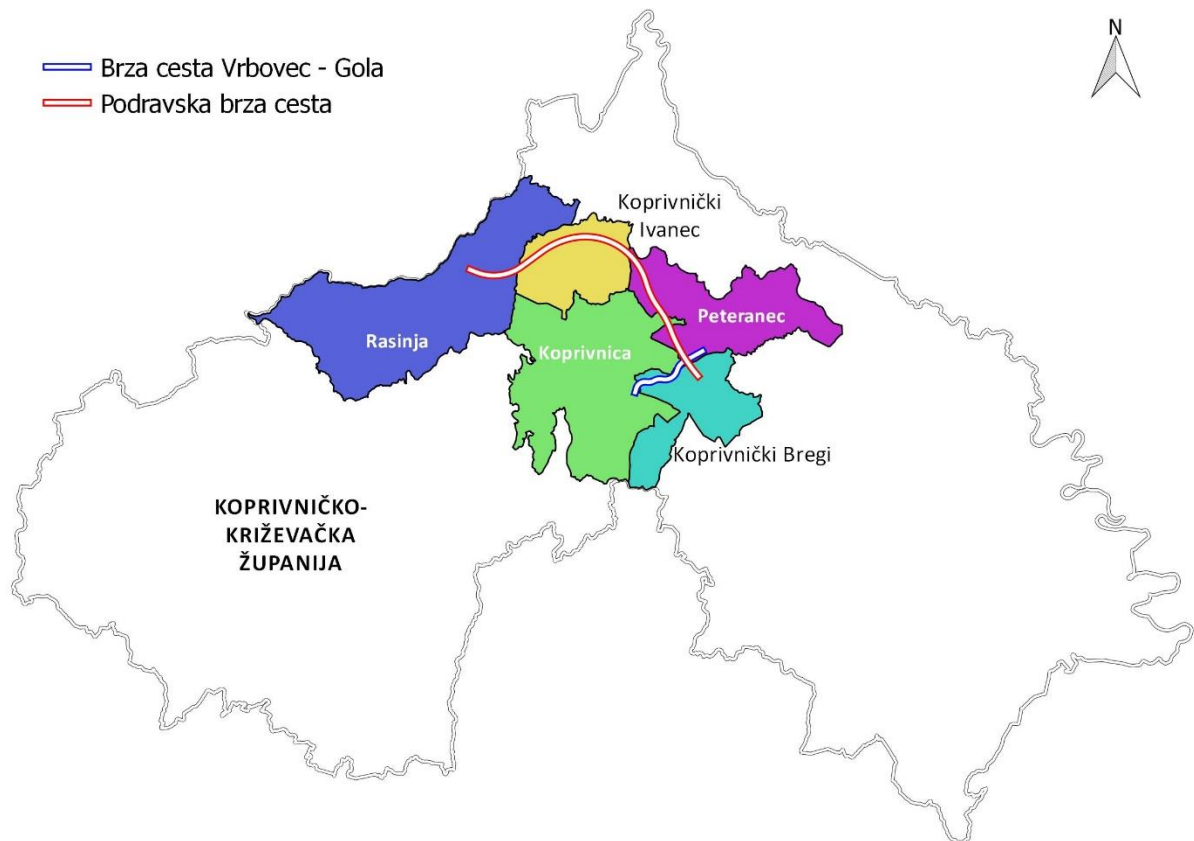 Brza cesta Vrbovec - Gola
Podravska brza cesta
N
Koprivnički
Ivanec
Peteranec
Rasinja
Koprivnica
Koprivnički Bregi
KOPRIVNIČKO-
KRIŽEVAČKA
ŽUPANIJA